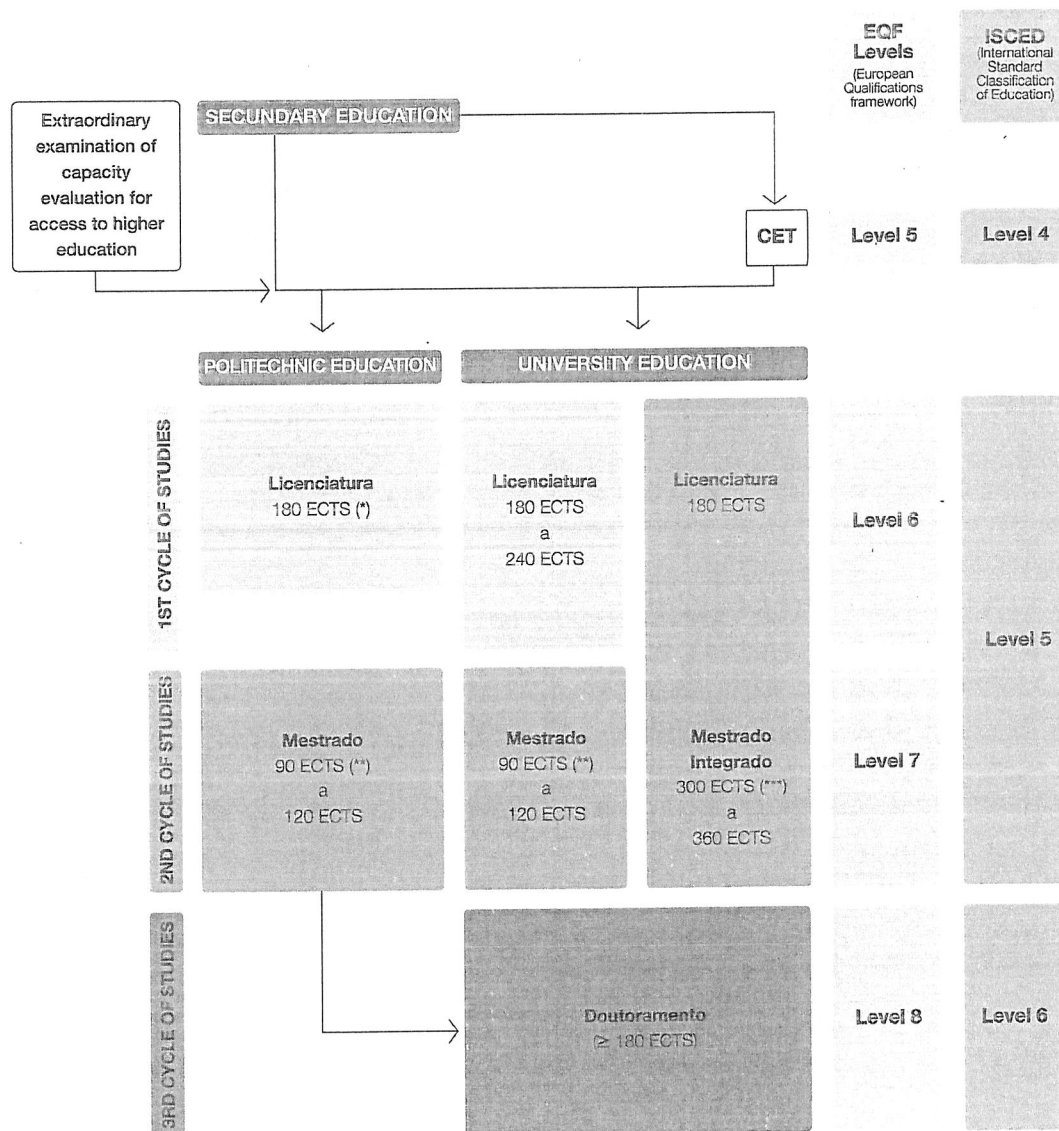 EQF
Levels
(European
Qualifications
framework)
ISCED
(International
Standard
Classification
of Education)
Extraordinary
examination of
capacity
evaluation for
access to higher
education
SECUNDARY EDUCATION
CET
Level 5
Level 4
POLITECHNIC EDUCATION
UNIVERSITY EDUCATION
1ST CYCLE OF STUDIES
Licenciatura
180 ECTS (*)
Licenciatura
180 ECTS
a
240 ECTS
Licenciatura
180 ECTS
Level 6
Level 5
2ND CYCLE OF STUDIES
Mestrado
90 ECTS (**)
a
120 ECTS
Mestrado
90 ECTS (**)
a
120 ECTS
Mestrado
Integrado
300 ECTS (***)
a
360 ECTS
Level 7
3RD CYCLE OF STUDIES
Doutoramento
(≥ 180 ECTS)
Level 8
Level 6